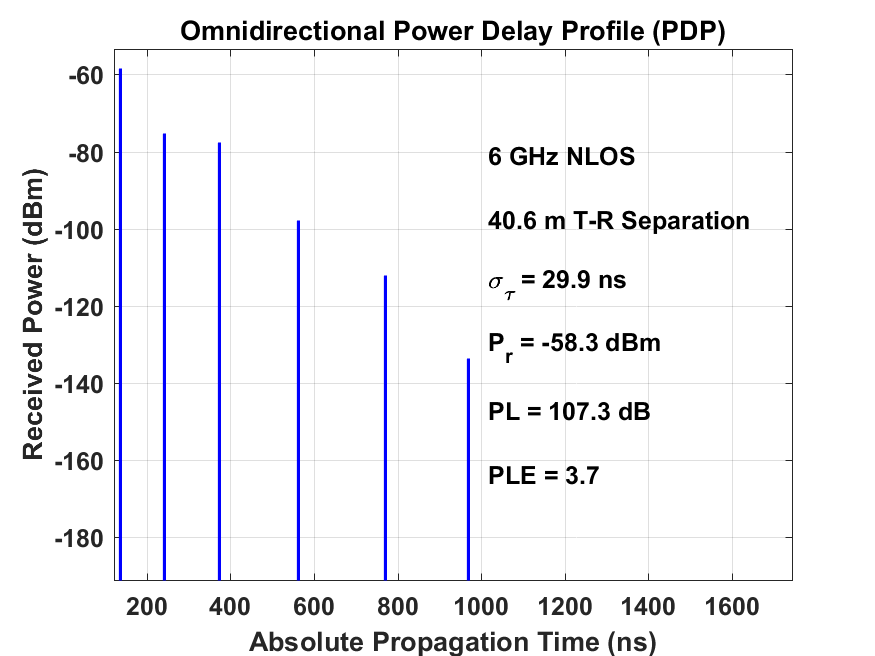 Omnidirectional Power Delay Profile (PDP)
Received Power (dBm)
-60
-80
-100
-120
-140
-160
-180
6 GHz NLOS
40.6 m T-R Separation
σ_τ = 29.9 ns
P_r = -58.3 dBm
PL = 107.3 dB
PLE = 3.7
200 400 600 800 1000 1200 1400 1600
Absolute Propagation Time (ns)